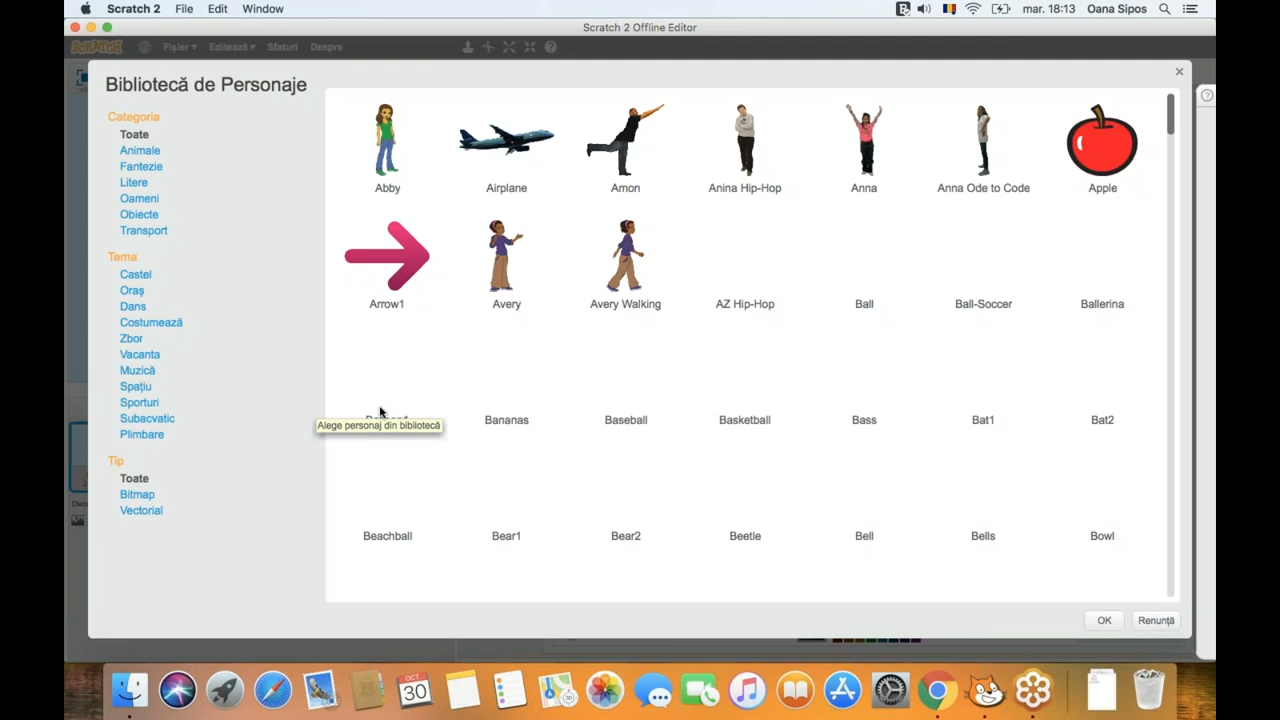 Scratch 2 File Edit Window mar. 18:13 Oana Sipos
Scratch 2 Offline Editor
SCRATCH Fișier Editează Sfaturi Despre
Bibliotecă de Personaje
Categoria
Toate
Animale
Fantezie
Litere
Oameni
Obiecte
Transport
Tema
Castel
Oraș
Dans
Costumează
Zbor
Vacanta
Muzică
Spațiu
Sporturi
Subacvatic
Plimbare
Tip
Toate
Bitmap
Vectorial
Abby Airplane Amon Anina Hip-Hop Anna Anna Ode to Code Apple
Arrow1 Avery Avery Walking AZ Hip-Hop Ball Ball-Soccer Ballerina
Bananas Baseball Basketball Bass Bat1 Bat2
Alege personaj din bibliotecă
Beachball Bear1 Bear2 Beetle Bell Bells Bowl
OK Renunță
OCT
30